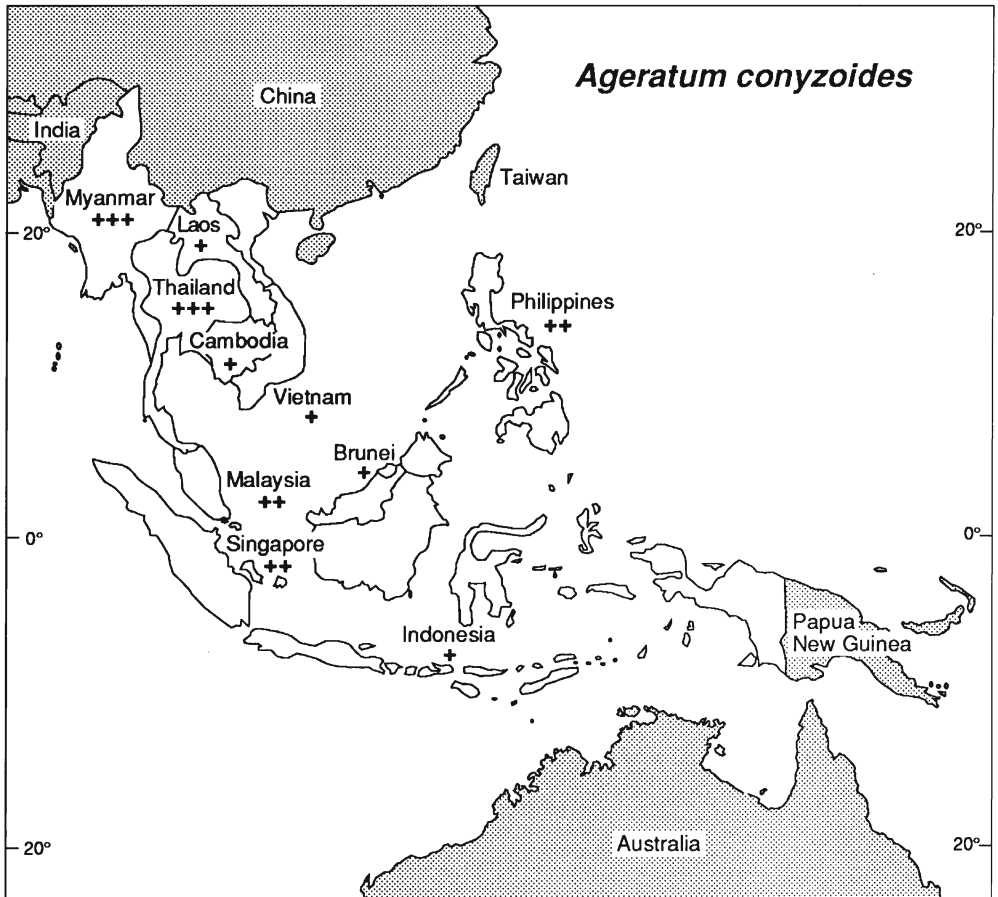 Ageratum conyzoides
China
India
Taiwan
Myanmar
+++
Laos
+
20°
20°
Thailand
+++
Philippines
++
Cambodia
+
Vietnam
+
Brunei
+
Malaysia
++
0°
0°
Singapore
++
Indonesia
+
Papua
New Guinea
Australia
20°
20°